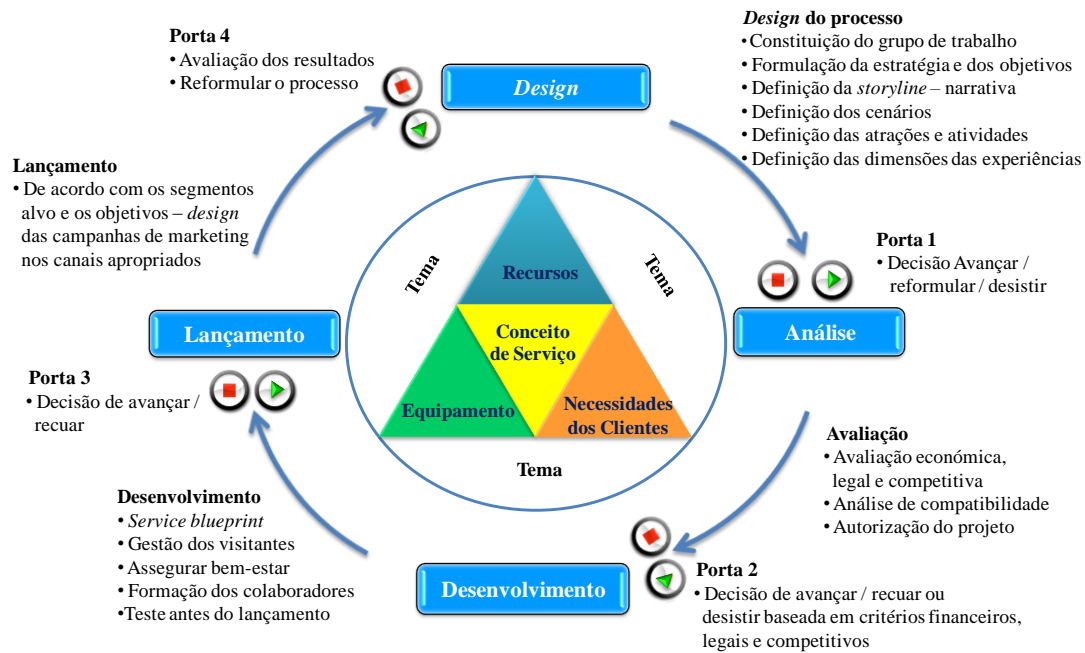 Porta 4
• Avaliação dos resultados
• Reformular o processo
Design
Design do processo
• Constituição do grupo de trabalho
• Formulação da estratégia e dos objetivos
• Definição da storyline – narrativa
• Definição dos cenários
• Definição das atrações e atividades
• Definição das dimensões das experiências
Lançamento
• De acordo com os segmentos
alvo e os objetivos – design
das campanhas de marketing
nos canais apropriados
Tema
Tema
Recursos
Conceito
de Serviço
Equipamento
Necessidades
dos Clientes
Tema
Porta 1
• Decisão Avançar /
reformular / desistir
Análise
Lançamento
Porta 3
• Decisão de avançar /
recuar
Avaliação
• Avaliação económica,
legal e competitiva
• Análise de compatibilidade
• Autorização do projeto
Desenvolvimento
• Service blueprint
• Gestão dos visitantes
• Assegurar bem-estar
• Formação dos colaboradores
•Teste antes do lançamento
Desenvolvimento
Porta 2
• Decisão de avançar / recuar ou
desistir baseada em critérios financeiros,
legais e competitivos